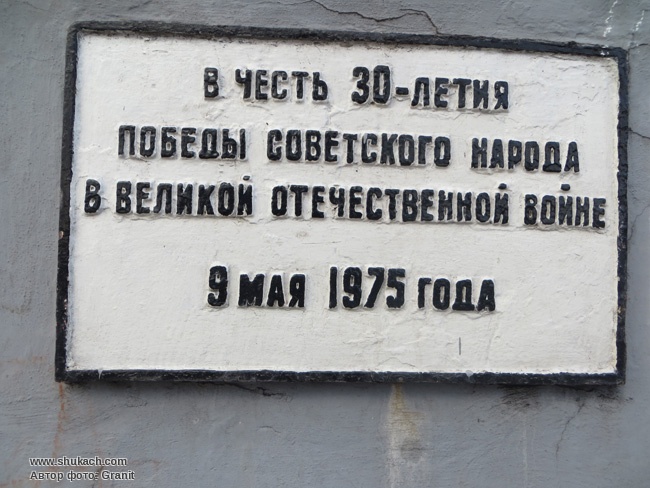 В ЧЕСТЬ 30-ЛЕТИЯ
ПОБЕДЫ СОВЕТСКОГО НАРОДА
В ВЕЛИКОЙ ОТЕЧЕСТВЕННОЙ ВОЙНЕ
9 МАЯ 1975 ГОДА
www.shukach.com
Автор фото: Granit